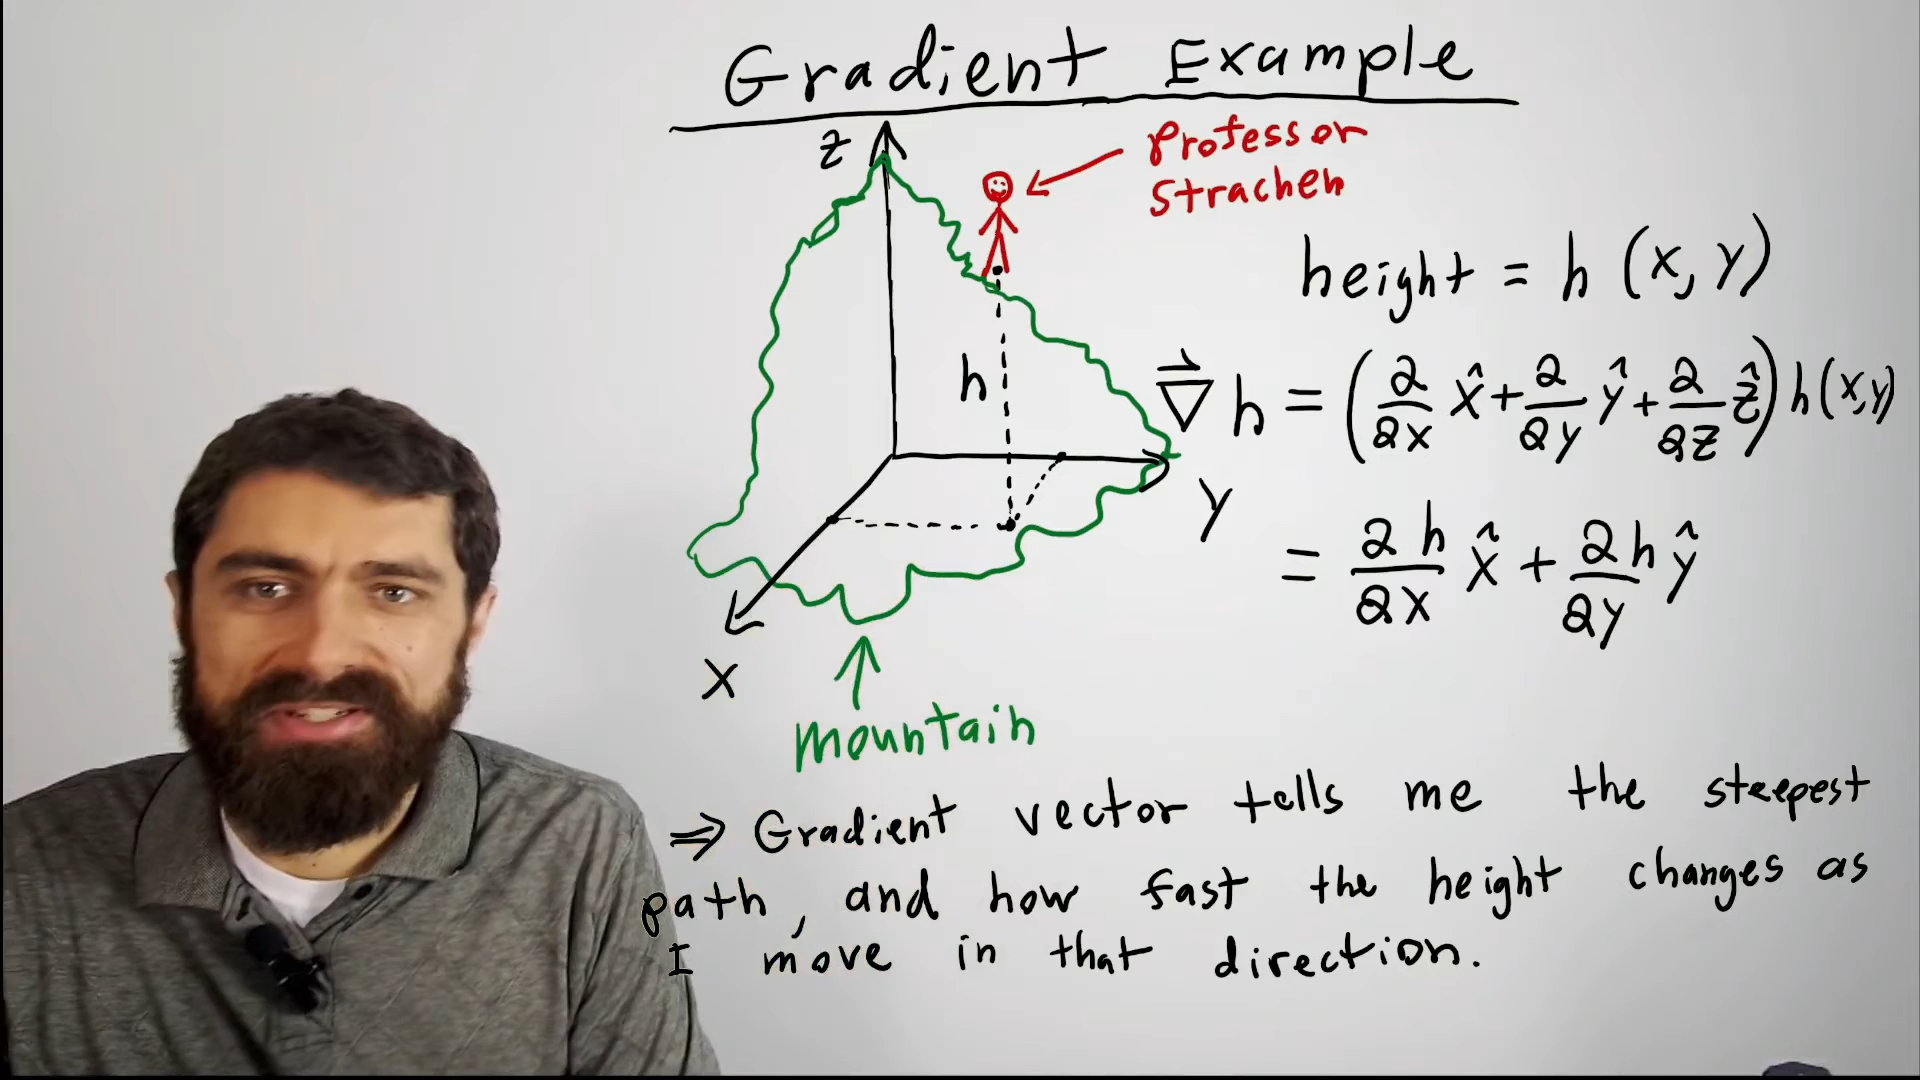 Gradient Example
z
Professor
Strachen
height = h (x, y)
h
∇⃗ h = (∂/∂x x̂ + ∂/∂y ŷ + ∂/∂z ẑ) h(x,y)
y
= ∂h/∂x x̂ + ∂h/∂y ŷ
x
mountain
⇒ Gradient vector tells me the steepest
path, and how fast the height changes as
I move in that direction.